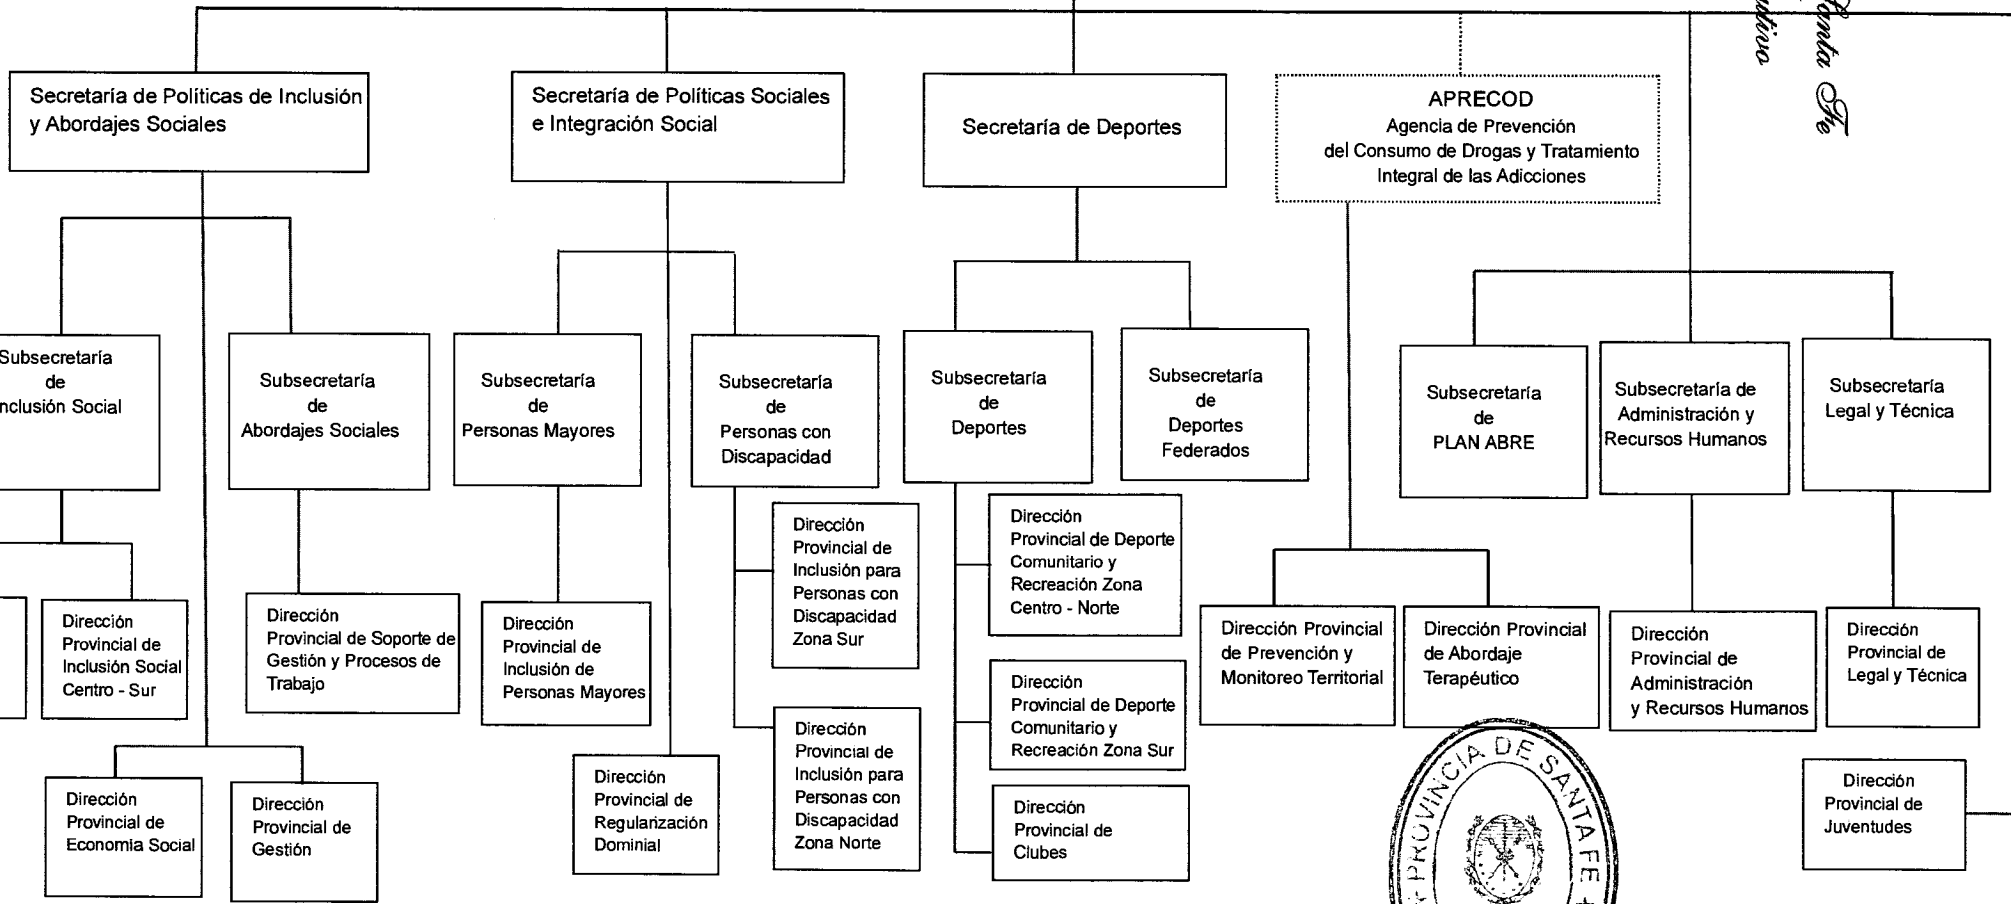 Santa Fe
Secretaría de Políticas de Inclusión
y Abordajes Sociales
Secretaría de Políticas Sociales
e Integración Social
Secretaría de Deportes
APRECOD
Agencia de Prevención
del Consumo de Drogas y Tratamiento
Integral de las Adicciones
Subsecretaría
de
nclusión Social
Subsecretaría
de
Abordajes Sociales
Subsecretaría
de
Personas Mayores
Subsecretaría
de
Personas con
Discapacidad
Subsecretaría
de
Deportes
Subsecretaría
de
Deportes
Federados
Subsecretaría
de
PLAN ABRE
Subsecretaría de
Administración y
Recursos Humanos
Subsecretaría
Legal y Técnica
Dirección
Provincial de
Inclusión Social
Centro - Sur
Dirección
Provincial de Soporte de
Gestión y Procesos de
Trabajo
Dirección
Provincial de
Inclusión de
Personas Mayores
Dirección
Provincial de
Inclusión para
Personas con
Discapacidad
Zona Sur
Dirección
Provincial de Deporte
Comunitario y
Recreación Zona
Centro - Norte
Dirección
Provincial de Deporte
Comunitario y
Recreación Zona Sur
Dirección Provincial
de Prevención y
Monitoreo Territorial
Dirección Provincial
de Abordaje
Terapéutico
Dirección
Provincial de
Administración
y Recursos Humanos
Dirección
Provincial de
Legal y Técnica
Dirección
Provincial de
Economia Social
Dirección
Provincial de
Gestión
Dirección
Provincial de
Regularización
Dominial
Dirección
Provincial de
Inclusión para
Personas con
Discapacidad
Zona Norte
Dirección
Provincial de
Clubes
Dirección
Provincial de
Juventudes
PROVINCIA DE SANTA FE